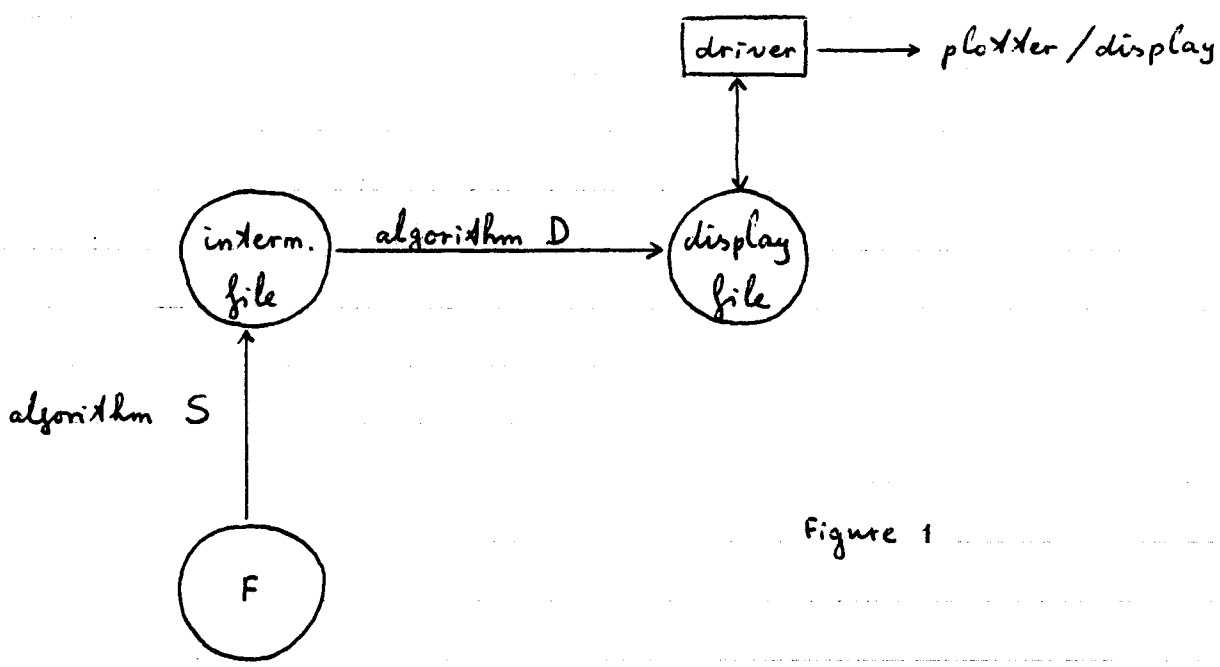 driver
plotter / display
interm.
file
algorithm D
display
file
algorithm S
F
Figure 1